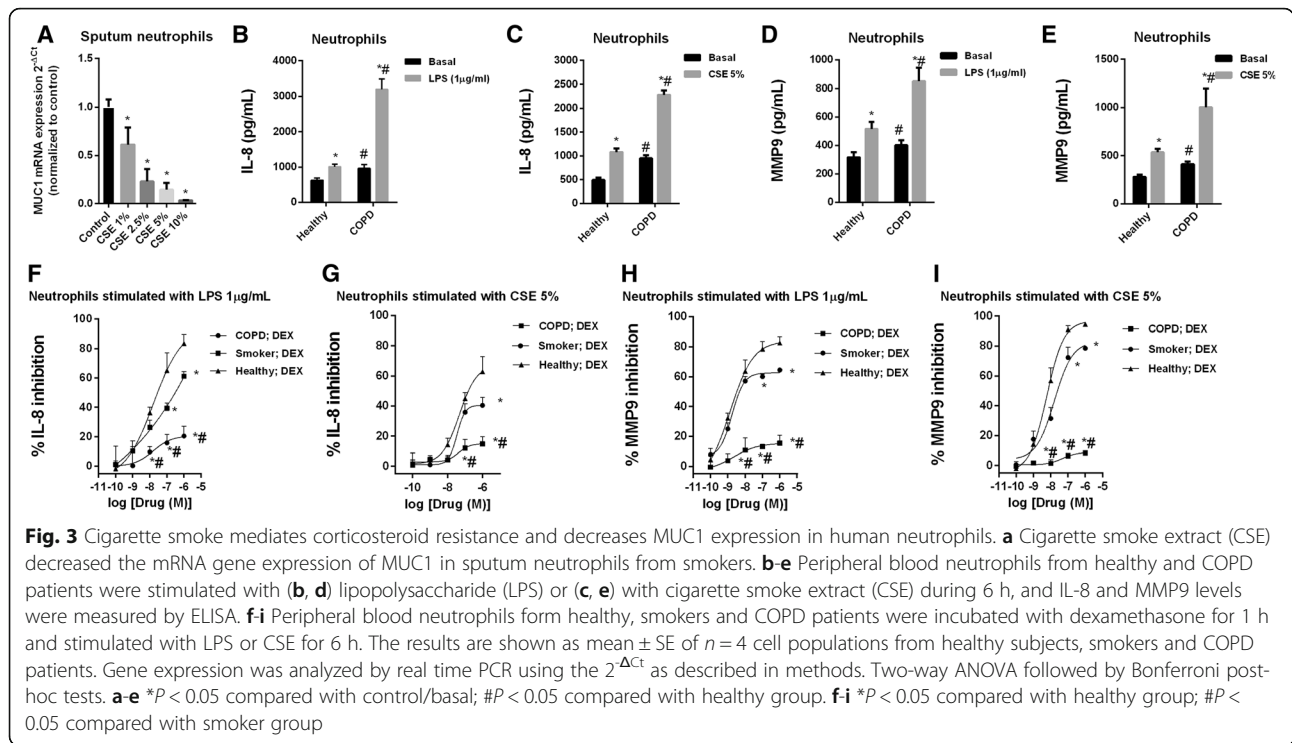 A
Sputum neutrophils
MUC1 mRNA expression 2^-ΔCt
(normalized to control)
1.5
1.0
0.5
0.0
Control
CSE 1%
CSE 2.5%
CSE 5%
CSE 10%
*
*
*
*
B
Neutrophils
Basal
LPS (1µg/ml)
IL-8 (pg/mL)
4000
3000
2000
1000
0
Healthy
COPD
*
#
*#
C
Neutrophils
Basal
CSE 5%
IL-8 (pg/mL)
3000
2500
2000
1500
1000
500
0
Healthy
COPD
*
#
*#
D
Neutrophils
Basal
LPS (1µg/ml)
MMP9 (pg/mL)
1000
800
600
400
200
0
Healthy
COPD
*
#
*#
E
Neutrophils
Basal
CSE 5%
MMP9 (pg/mL)
1500
1000
500
0
Healthy
COPD
*
#
*#
F
Neutrophils stimulated with LPS 1µg/mL
COPD; DEX
Smoker; DEX
Healthy; DEX
% IL-8 inhibition
100
80
60
40
20
0
-11 -10 -9 -8 -7 -6 -5
log [Drug (M)]
*
*
*#
*#
*#
G
Neutrophils stimulated with CSE 5%
COPD; DEX
Smoker; DEX
Healthy; DEX
% IL-8 inhibition
100
80
60
40
20
0
-11 -10 -9 -8 -7 -6 -5
log [Drug (M)]
*
*#
*#
H
Neutrophils stimulated with LPS 1µg/mL
COPD; DEX
Smoker; DEX
Healthy; DEX
% MMP9 inhibition
100
80
60
40
20
0
-11 -10 -9 -8 -7 -6 -5
log [Drug (M)]
*
*
*#
*#
*#
I
Neutrophils stimulated with CSE 5%
COPD; DEX
Smoker; DEX
Healthy; DEX
% MMP9 inhibition
100
80
60
40
20
0
-11 -10 -9 -8 -7 -6 -5
log [Drug (M)]
*
*
*#
*#
*#
Fig. 3 Cigarette smoke mediates corticosteroid resistance and decreases MUC1 expression in human neutrophils. a Cigarette smoke extract (CSE)
decreased the mRNA gene expression of MUC1 in sputum neutrophils from smokers. b-e Peripheral blood neutrophils from healthy and COPD
patients were stimulated with (b, d) lipopolysaccharide (LPS) or (c, e) with cigarette smoke extract (CSE) during 6 h, and IL-8 and MMP9 levels
were measured by ELISA. f-i Peripheral blood neutrophils form healthy, smokers and COPD patients were incubated with dexamethasone for 1 h
and stimulated with LPS or CSE for 6 h. The results are shown as mean ± SE of n = 4 cell populations from healthy subjects, smokers and COPD
patients. Gene expression was analyzed by real time PCR using the 2^-ΔCt as described in methods. Two-way ANOVA followed by Bonferroni post-
hoc tests. a-e *P < 0.05 compared with control/basal; #P < 0.05 compared with healthy group. f-i *P < 0.05 compared with healthy group; #P <
0.05 compared with smoker group